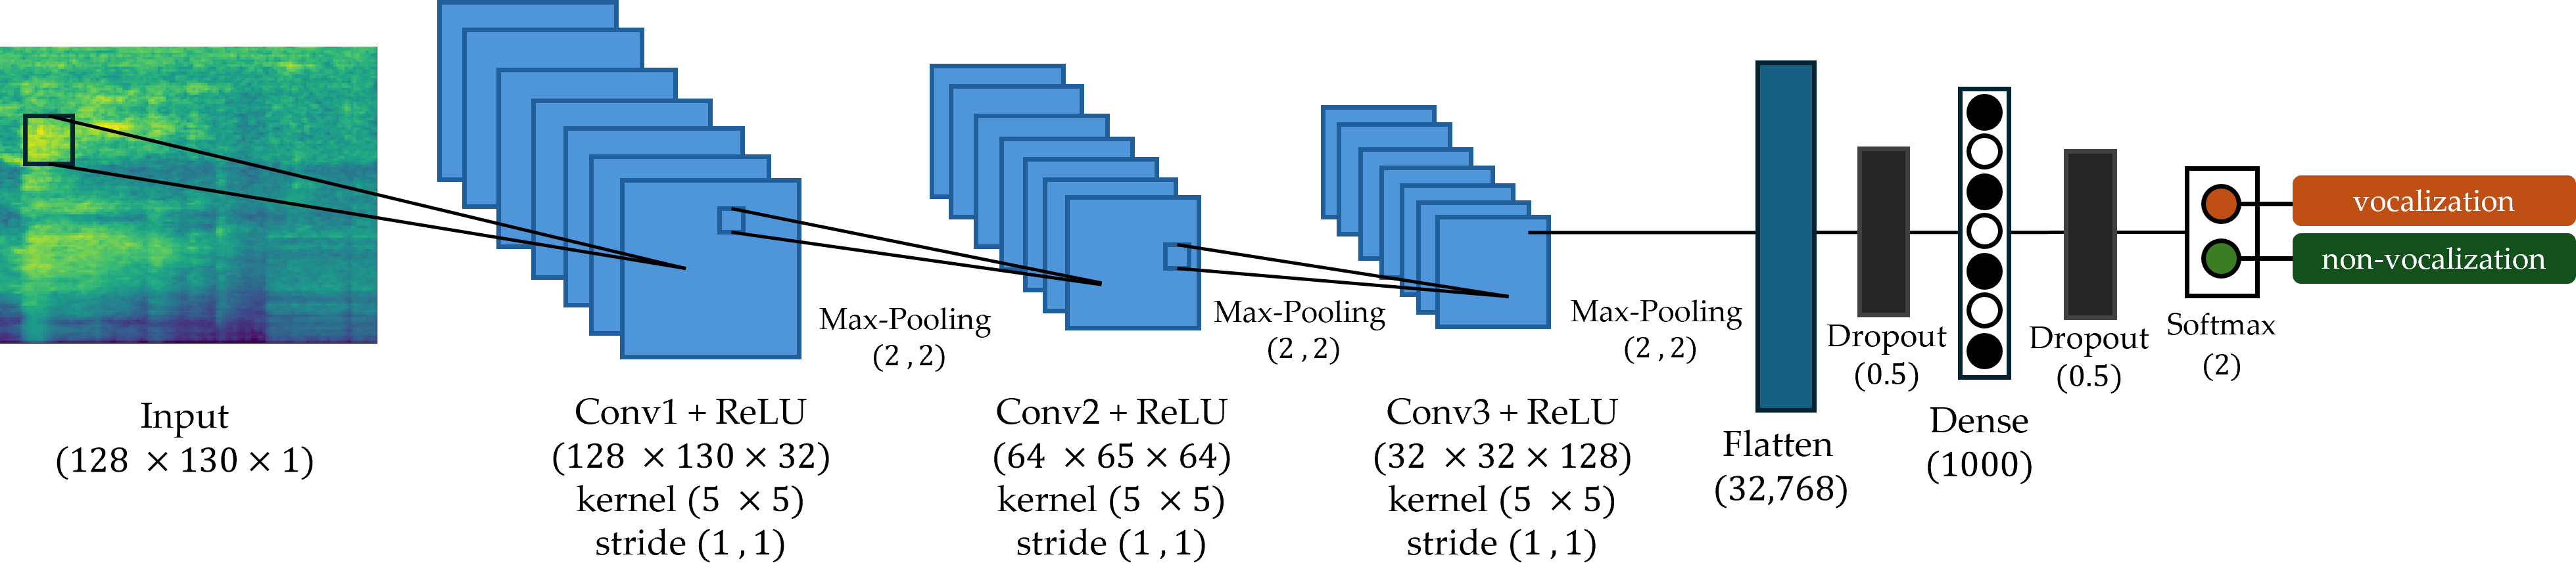 Input
(128 × 130 × 1)
Conv1 + ReLU
(128 × 130 × 32)
kernel (5 × 5)
stride (1 , 1)
Max-Pooling
(2 , 2)
Conv2 + ReLU
(64 × 65 × 64)
kernel (5 × 5)
stride (1 , 1)
Max-Pooling
(2 , 2)
Conv3 + ReLU
(32 × 32 × 128)
kernel (5 × 5)
stride (1 , 1)
Max-Pooling
(2 , 2)
Flatten
(32,768)
Dropout
(0.5)
Dense
(1000)
Dropout
(0.5)
Softmax
(2)
vocalization
non-vocalization